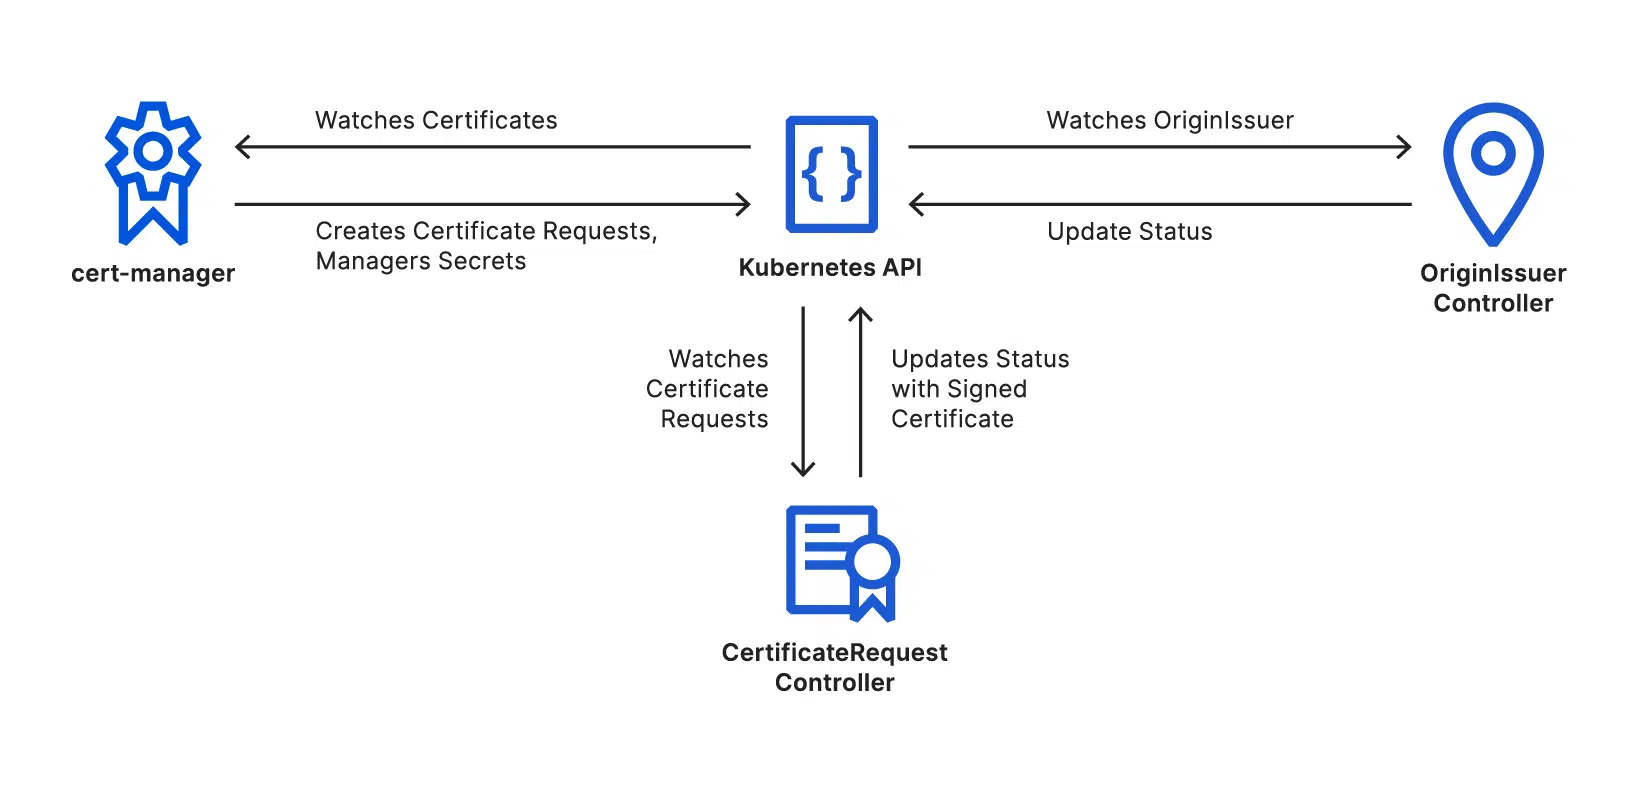 Watches Certificates
Watches OriginIssuer
Creates Certificate Requests,
Managers Secrets
Update Status
cert-manager
Kubernetes API
OriginIssuer
Controller
Watches
Certificate
Requests
Updates Status
with Signed
Certificate
CertificateRequest
Controller